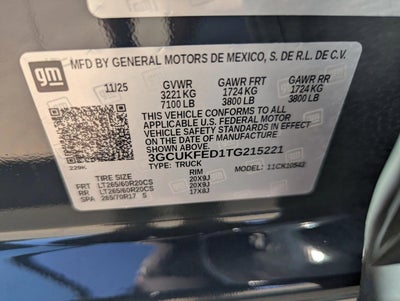 gm
MFD BY GENERAL MOTORS DE MEXICO, S. DE R.L. DE C.V.
11/25 GVWR GAWR FRT GAWR RR
3221 KG 1724 KG 1724 KG
7100 LB 3800 LB 3800 LB
THIS VEHICLE CONFORMS TO ALL
APPLICABLE U.S. FEDERAL MOTOR
VEHICLE SAFETY STANDARDS IN EFFECT
ON THE DATE OF MANUFACTURE
SHOWN ABOVE.
3GCUKFED1TG215221
TYPE: TRUCK MODEL: 11CK10543
229K
TIRE SIZE RIM
FRT LT265/60R20CS 20X9J
RR LT265/60R20CS 20X9J
SPA 265/70R17 S 17X8J